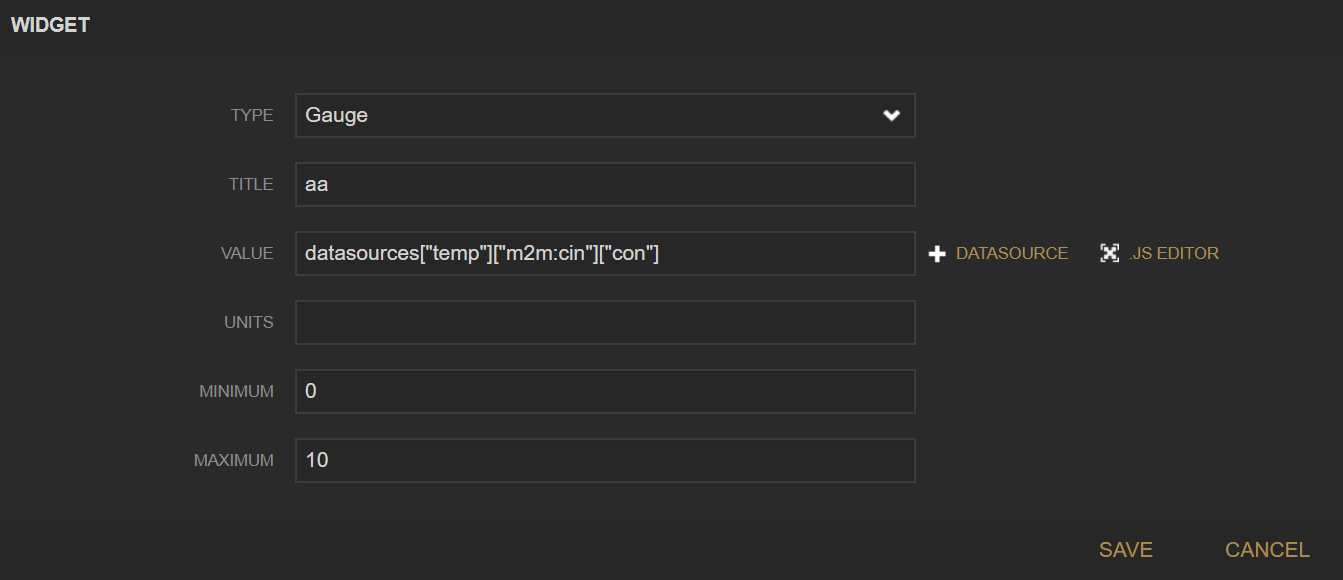 WIDGET
TYPE Gauge
TITLE aa
VALUE datasources["temp"]["m2m:cin"]["con"] DATASOURCE .JS EDITOR
UNITS
MINIMUM 0
MAXIMUM 10
SAVE CANCEL